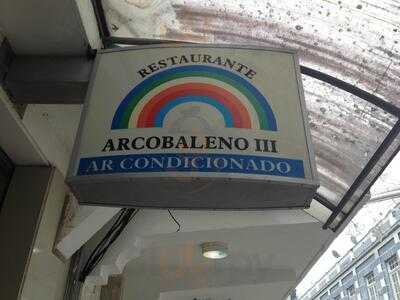 RESTAURANTE
ARCOBALENO III
AR CONDICIONADO